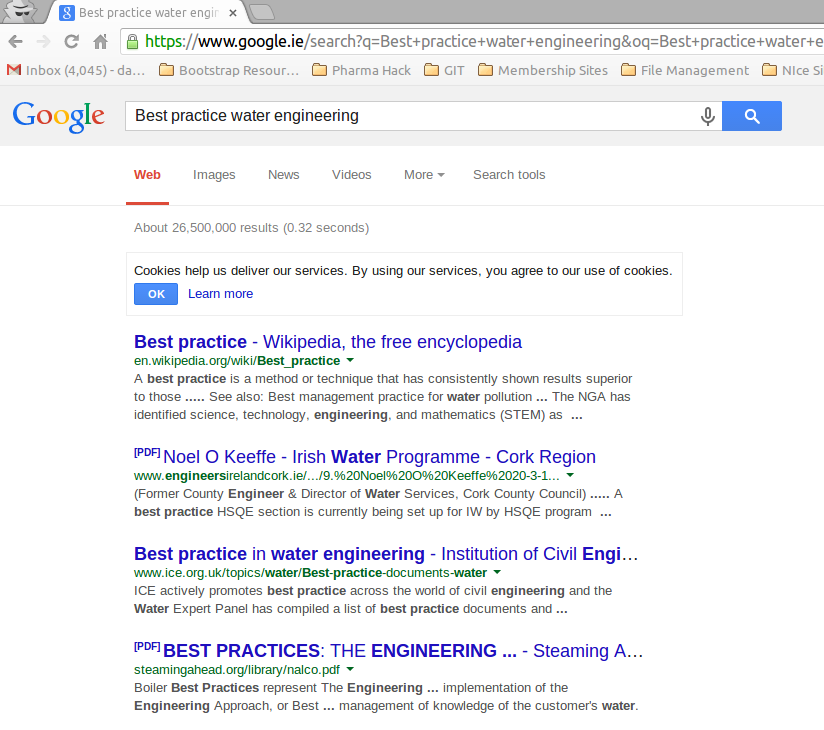 Best practice water engin
https://www.google.ie/search?q=Best+practice+water+engineering&oq=Best+practice+water+e
Inbox (4,045) - da... Bootstrap Resour... Pharma Hack GIT Membership Sites File Management NIce Si
Google Best practice water engineering
Web Images News Videos More Search tools
About 26,500,000 results (0.32 seconds)
Cookies help us deliver our services. By using our services, you agree to our use of cookies.
OK Learn more
Best practice - Wikipedia, the free encyclopedia
en.wikipedia.org/wiki/Best_practice
A best practice is a method or technique that has consistently shown results superior
to those ..... See also: Best management practice for water pollution ... The NGA has
identified science, technology, engineering, and mathematics (STEM) as ...
[PDF] Noel O Keeffe - Irish Water Programme - Cork Region
www.engineersirelandcork.ie/.../9.%20Noel%20O%20Keeffe%2020-3-1...
(Former County Engineer & Director of Water Services, Cork County Council) ..... A
best practice HSQE section is currently being set up for IW by HSQE program ...
Best practice in water engineering - Institution of Civil Engi...
www.ice.org.uk/topics/water/Best-practice-documents-water
ICE actively promotes best practice across the world of civil engineering and the
Water Expert Panel has compiled a list of best practice documents and ...
[PDF] BEST PRACTICES: THE ENGINEERING ... - Steaming A...
steamingahead.org/library/nalco.pdf
Boiler Best Practices represent The Engineering ... implementation of the
Engineering Approach, or Best ... management of knowledge of the customer's water.